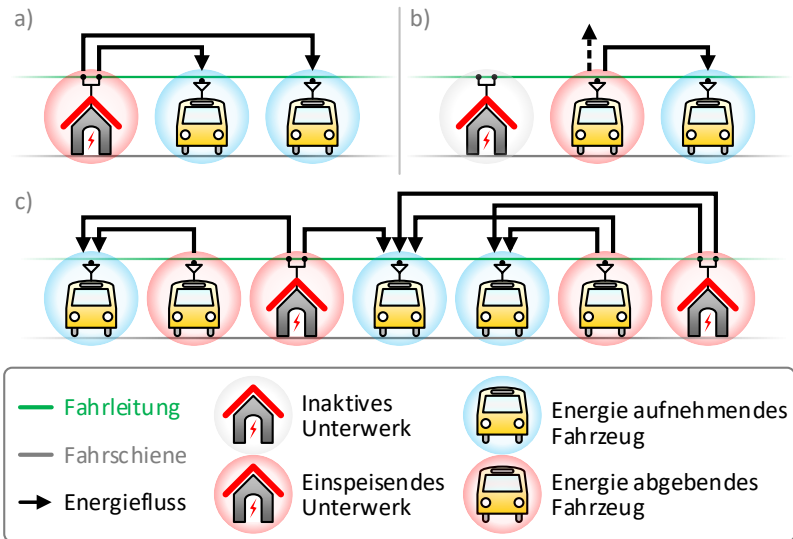 a)
b)
c)
Fahrleitung
Fahrschiene
Energiefluss
Inaktives
Unterwerk
Einspeisendes
Unterwerk
Energie aufnehmendes
Fahrzeug
Energie abgebendes
Fahrzeug